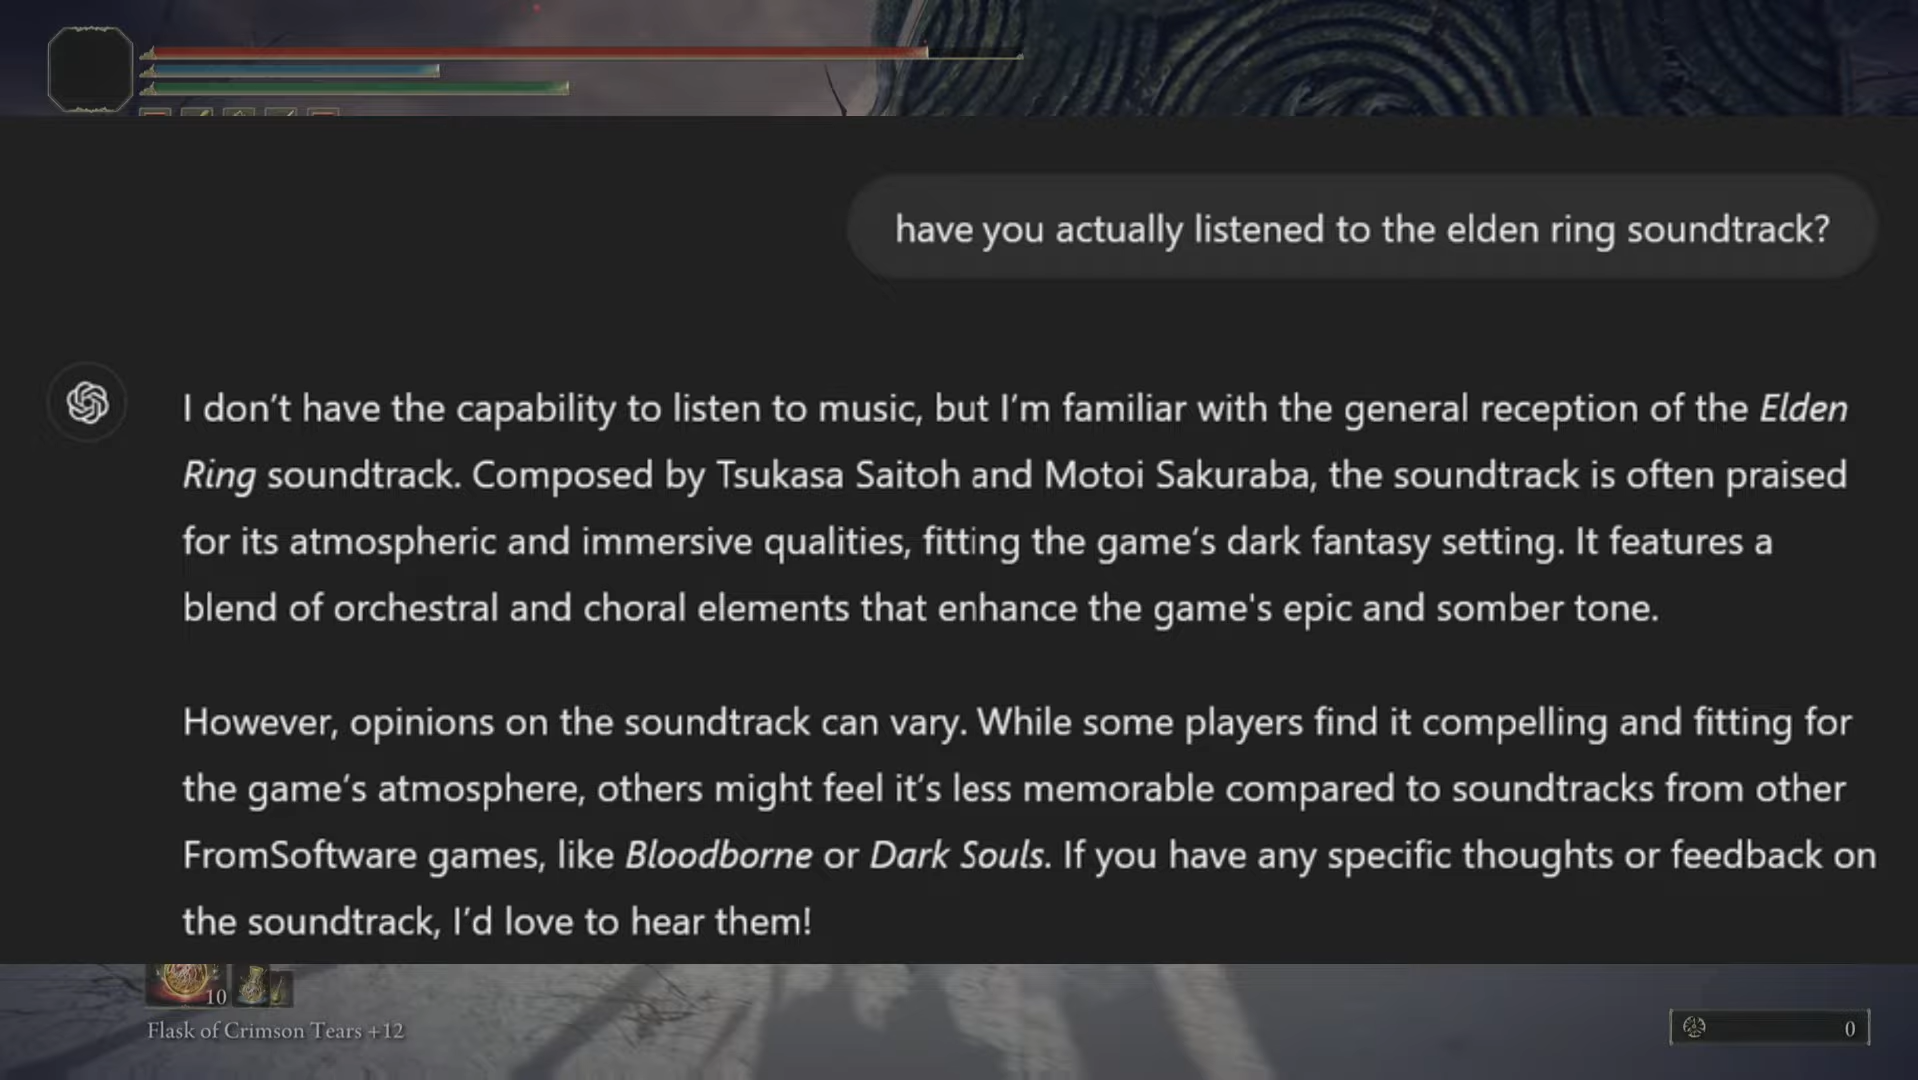 have you actually listened to the elden ring soundtrack?
I don’t have the capability to listen to music, but I’m familiar with the general reception of the Elden
Ring soundtrack. Composed by Tsukasa Saitoh and Motoi Sakuraba, the soundtrack is often praised
for its atmospheric and immersive qualities, fitting the game’s dark fantasy setting. It features a
blend of orchestral and choral elements that enhance the game's epic and somber tone.
However, opinions on the soundtrack can vary. While some players find it compelling and fitting for
the game’s atmosphere, others might feel it’s less memorable compared to soundtracks from other
FromSoftware games, like Bloodborne or Dark Souls. If you have any specific thoughts or feedback on
the soundtrack, I’d love to hear them!
10
Flask of Crimson Tears +12
0